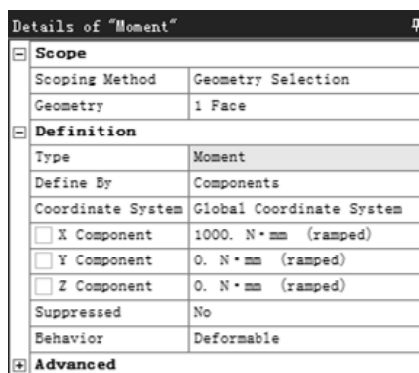 Details of "Moment"
Scope
Scoping Method Geometry Selection
Geometry 1 Face
Definition
Type Moment
Define By Components
Coordinate System Global Coordinate System
X Component 1000. N·mm (ramped)
Y Component 0. N·mm (ramped)
Z Component 0. N·mm (ramped)
Suppressed No
Behavior Deformable
Advanced